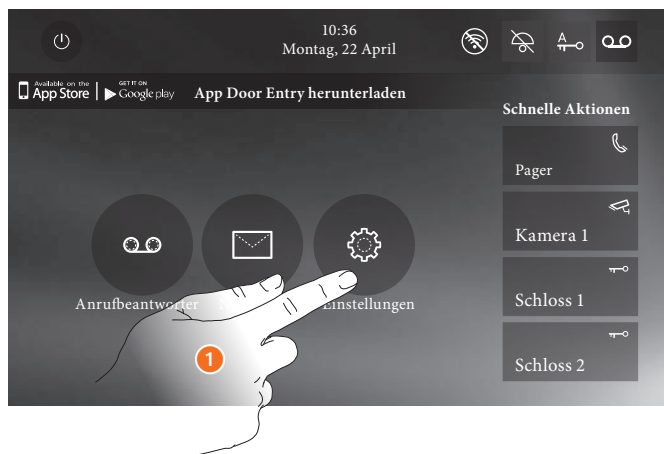 10:36
Montag, 22 April
A
Available on the
App Store
GET IT ON
Google play
App Door Entry herunterladen
Schnelle Aktionen
Pager
Kamera 1
Schloss 1
Schloss 2
Anrufbeantworter
Einstellungen
1